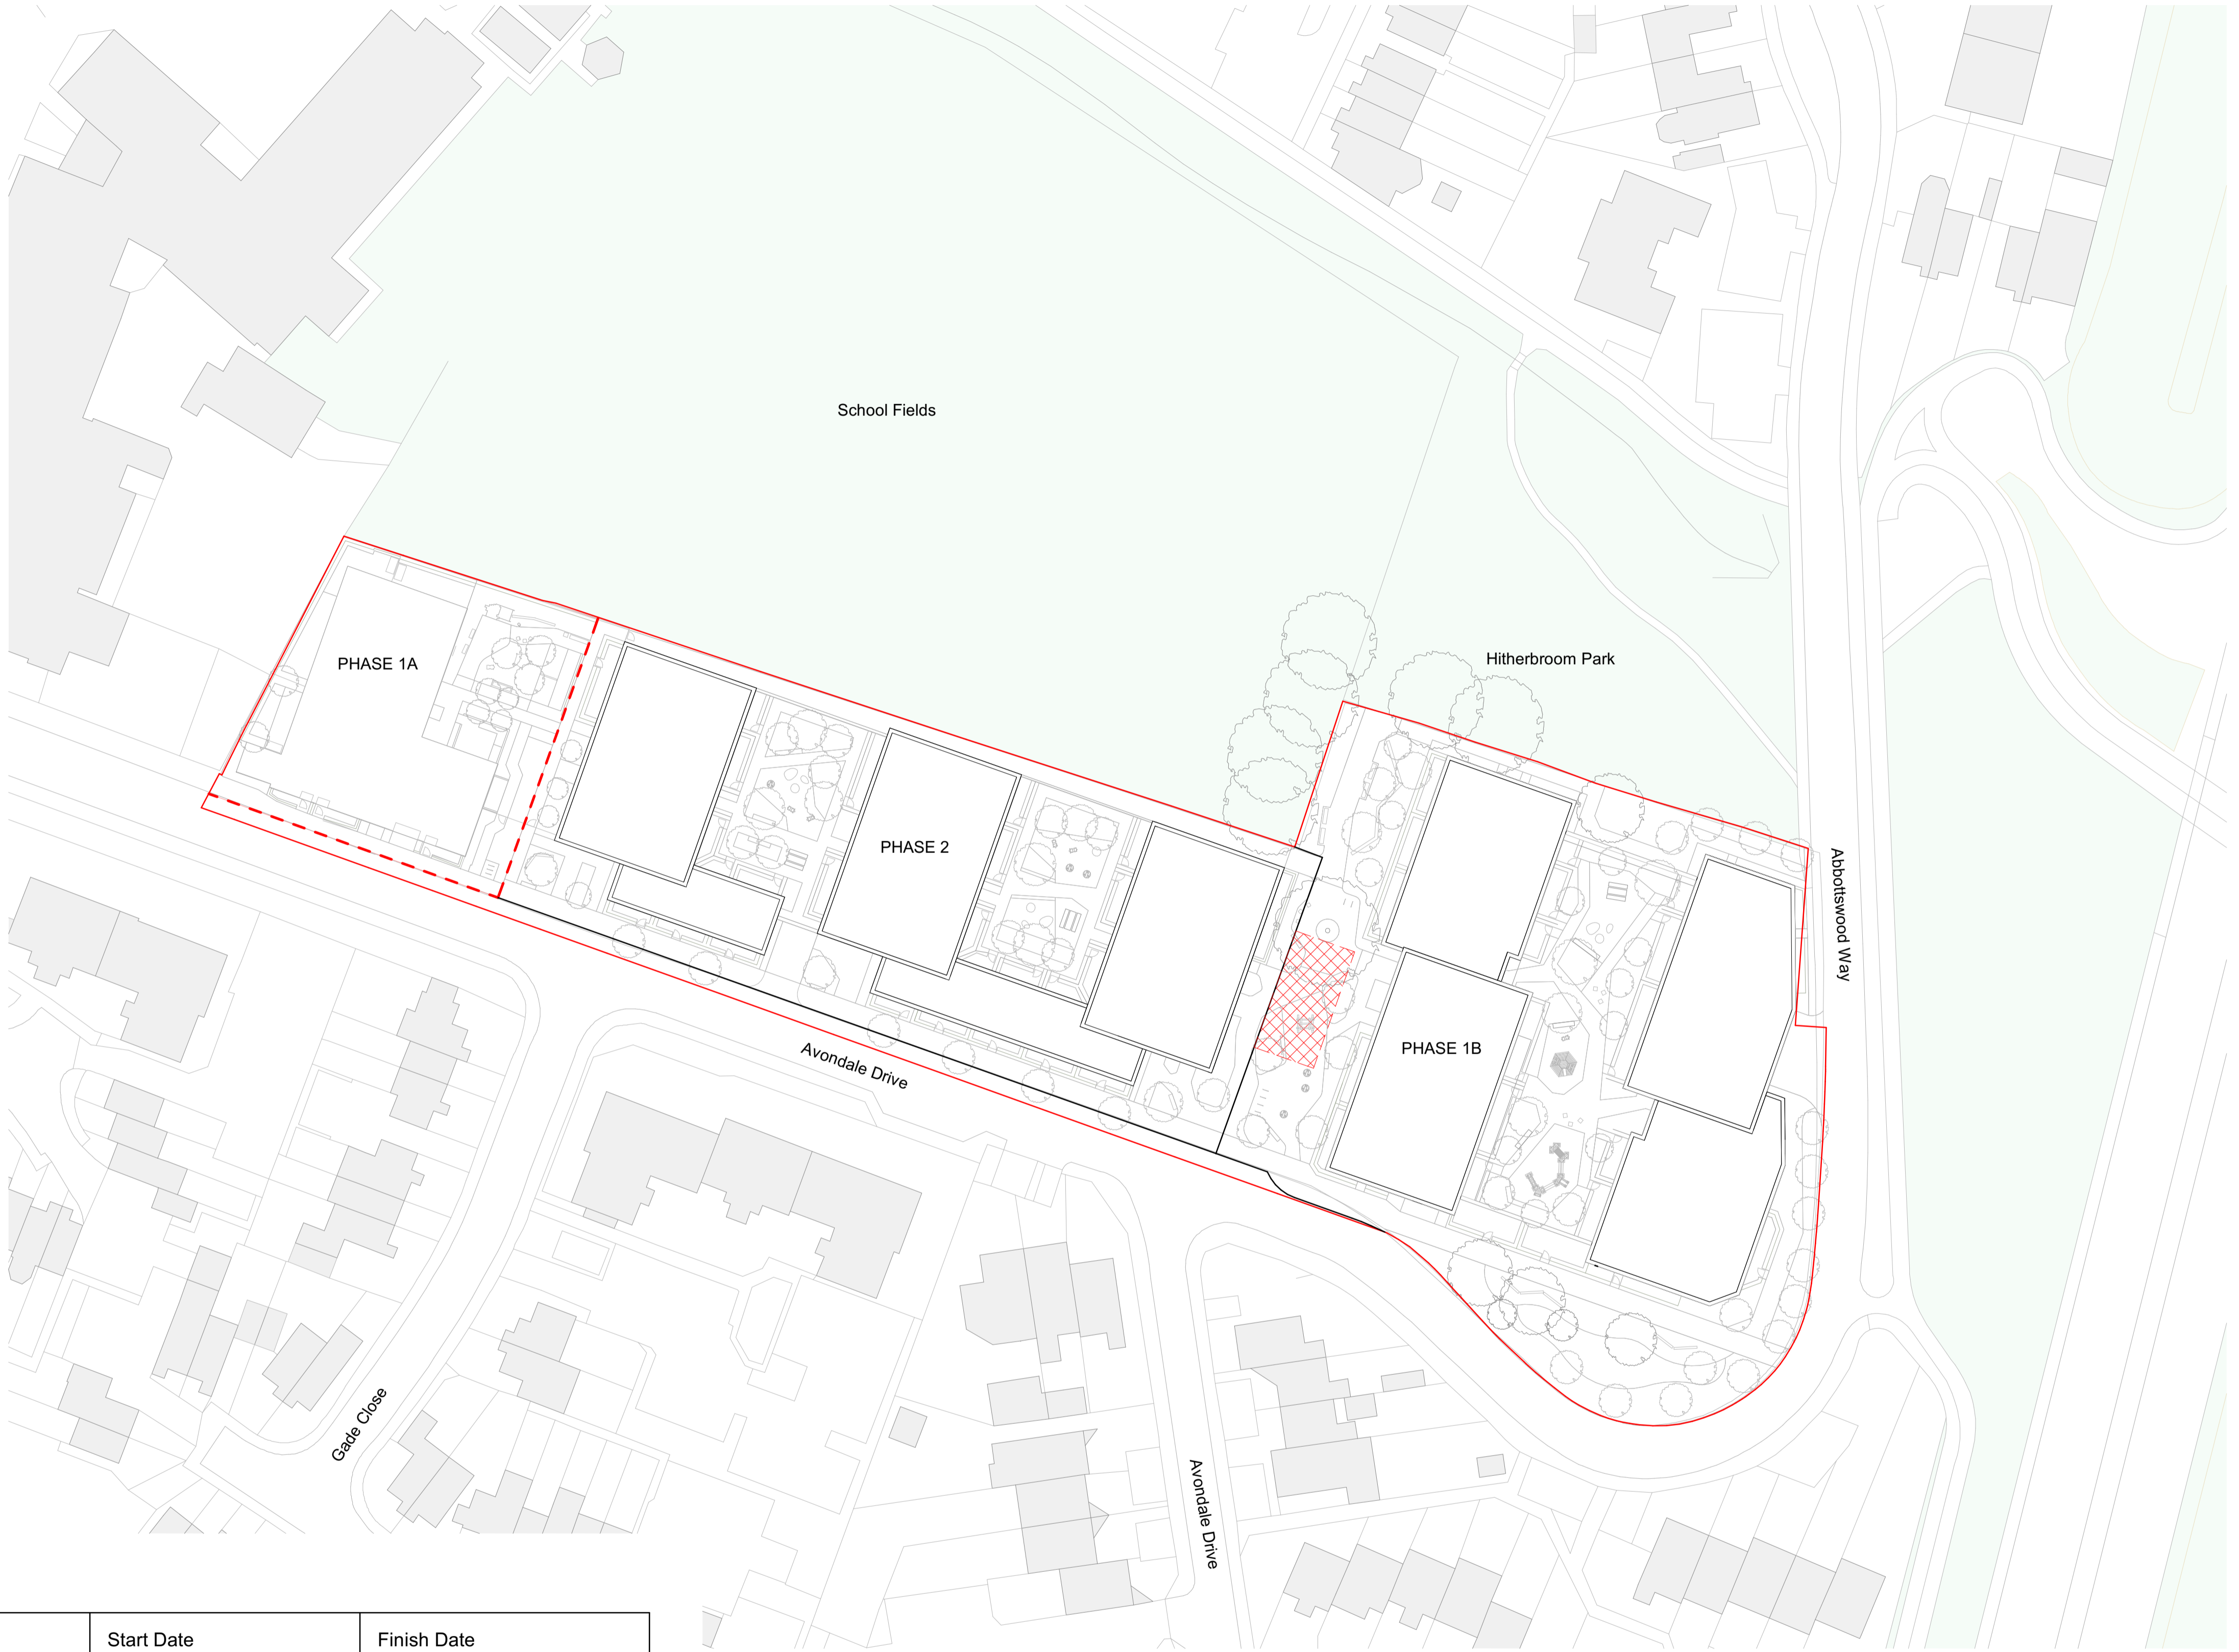 School Fields
PHASE 1A
Hitherbroom Park
PHASE 2
Abbottswood Way
PHASE 1B
Avondale Drive
Gade Close
Avondale Drive
Start Date
Finish Date